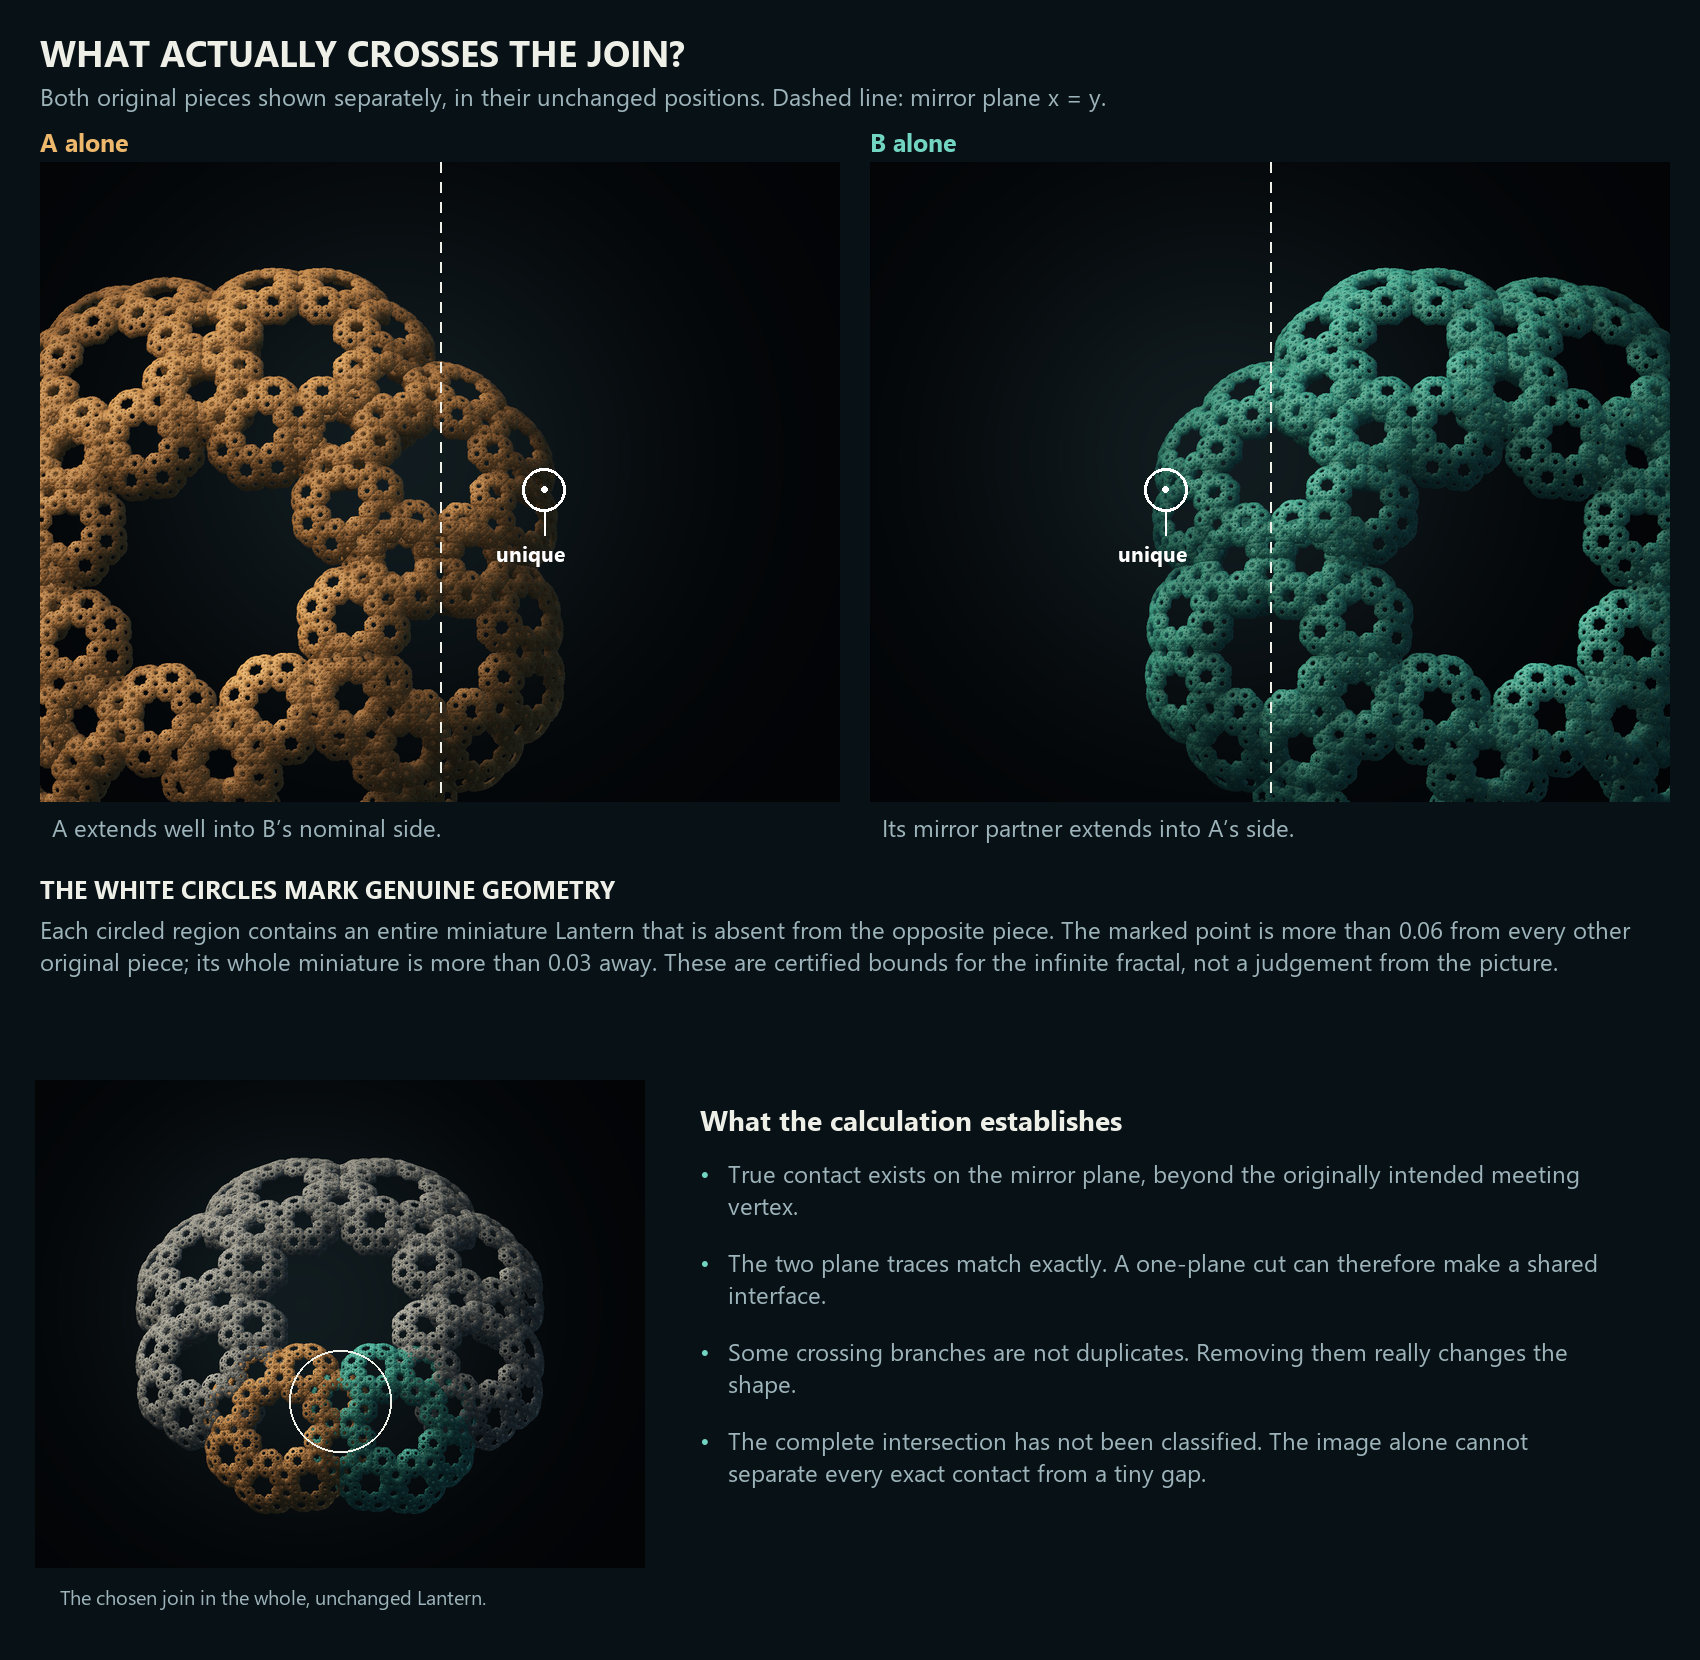 WHAT ACTUALLY CROSSES THE JOIN?
Both original pieces shown separately, in their unchanged positions. Dashed line: mirror plane x = y.
A alone
B alone
unique
unique
A extends well into B’s nominal side.
Its mirror partner extends into A’s side.
THE WHITE CIRCLES MARK GENUINE GEOMETRY
Each circled region contains an entire miniature Lantern that is absent from the opposite piece. The marked point is more than 0.06 from every other
original piece; its whole miniature is more than 0.03 away. These are certified bounds for the infinite fractal, not a judgement from the picture.
What the calculation establishes
• True contact exists on the mirror plane, beyond the originally intended meeting
vertex.
• The two plane traces match exactly. A one-plane cut can therefore make a shared
interface.
• Some crossing branches are not duplicates. Removing them really changes the
shape.
• The complete intersection has not been classified. The image alone cannot
separate every exact contact from a tiny gap.
The chosen join in the whole, unchanged Lantern.